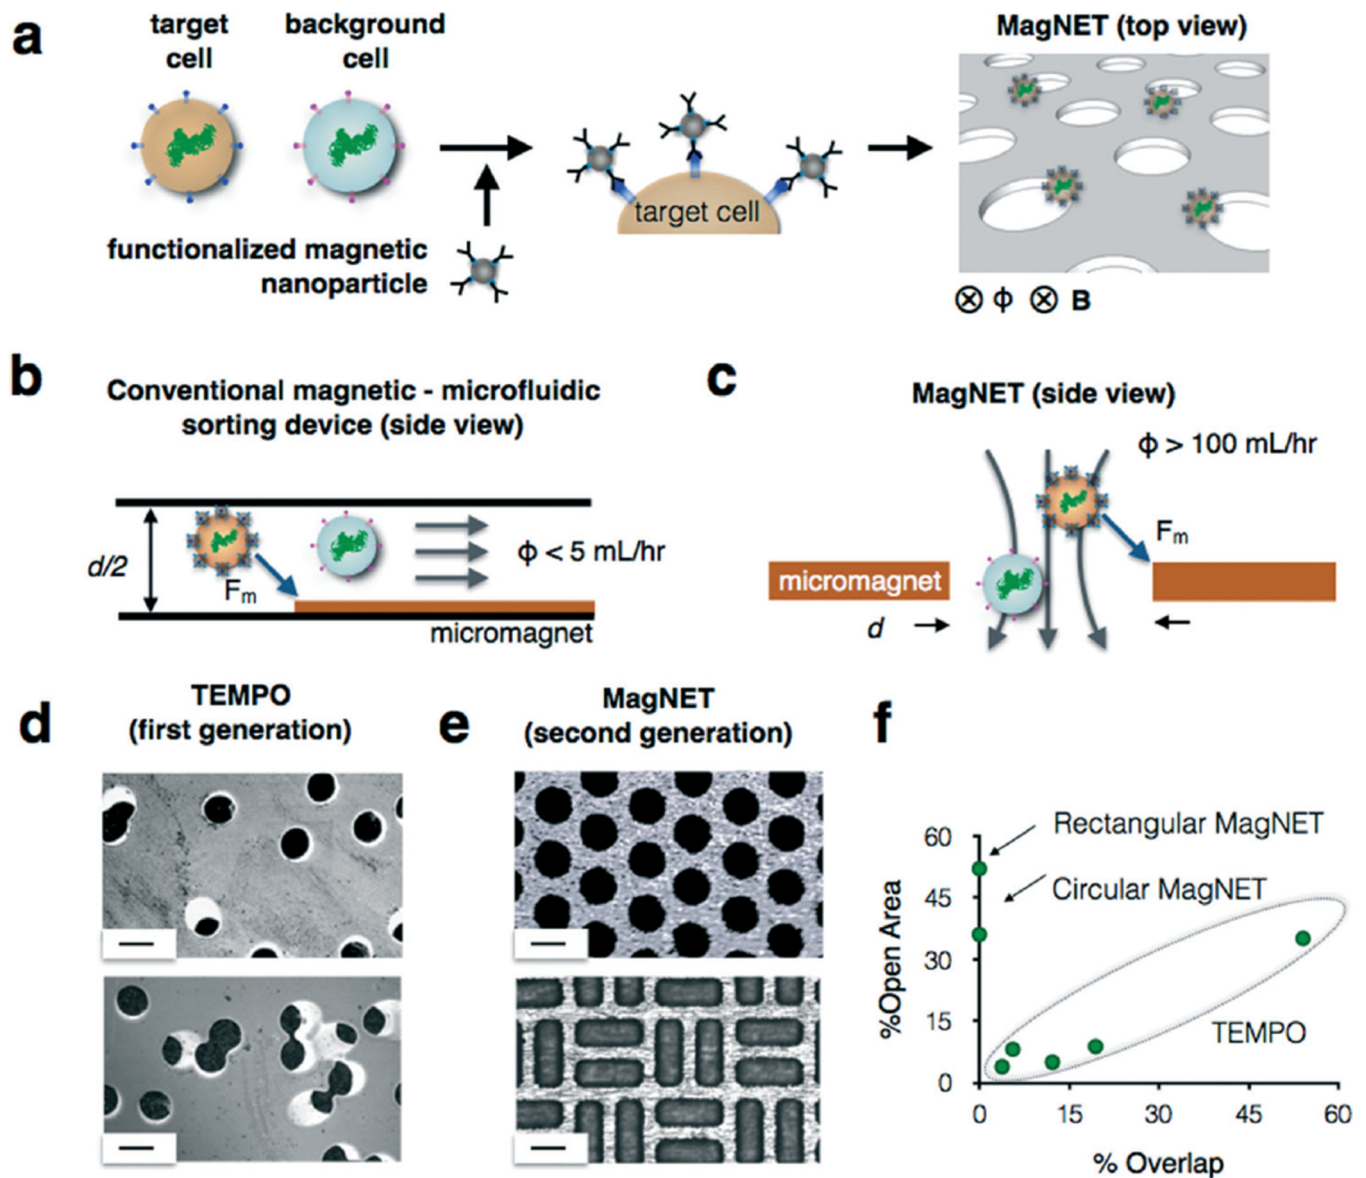 a
target
cell
background
cell
functionalized magnetic
nanoparticle
target cell
MagNET (top view)
⊗ ϕ ⊗ B
b
Conventional magnetic - microfluidic
sorting device (side view)
d/2
Fm
ϕ < 5 mL/hr
micromagnet
c
MagNET (side view)
ϕ > 100 mL/hr
Fm
micromagnet
d
d
TEMPO
(first generation)
e
MagNET
(second generation)
f
%Open Area
60
45
30
15
0
Rectangular MagNET
Circular MagNET
TEMPO
0 15 30 45 60
% Overlap